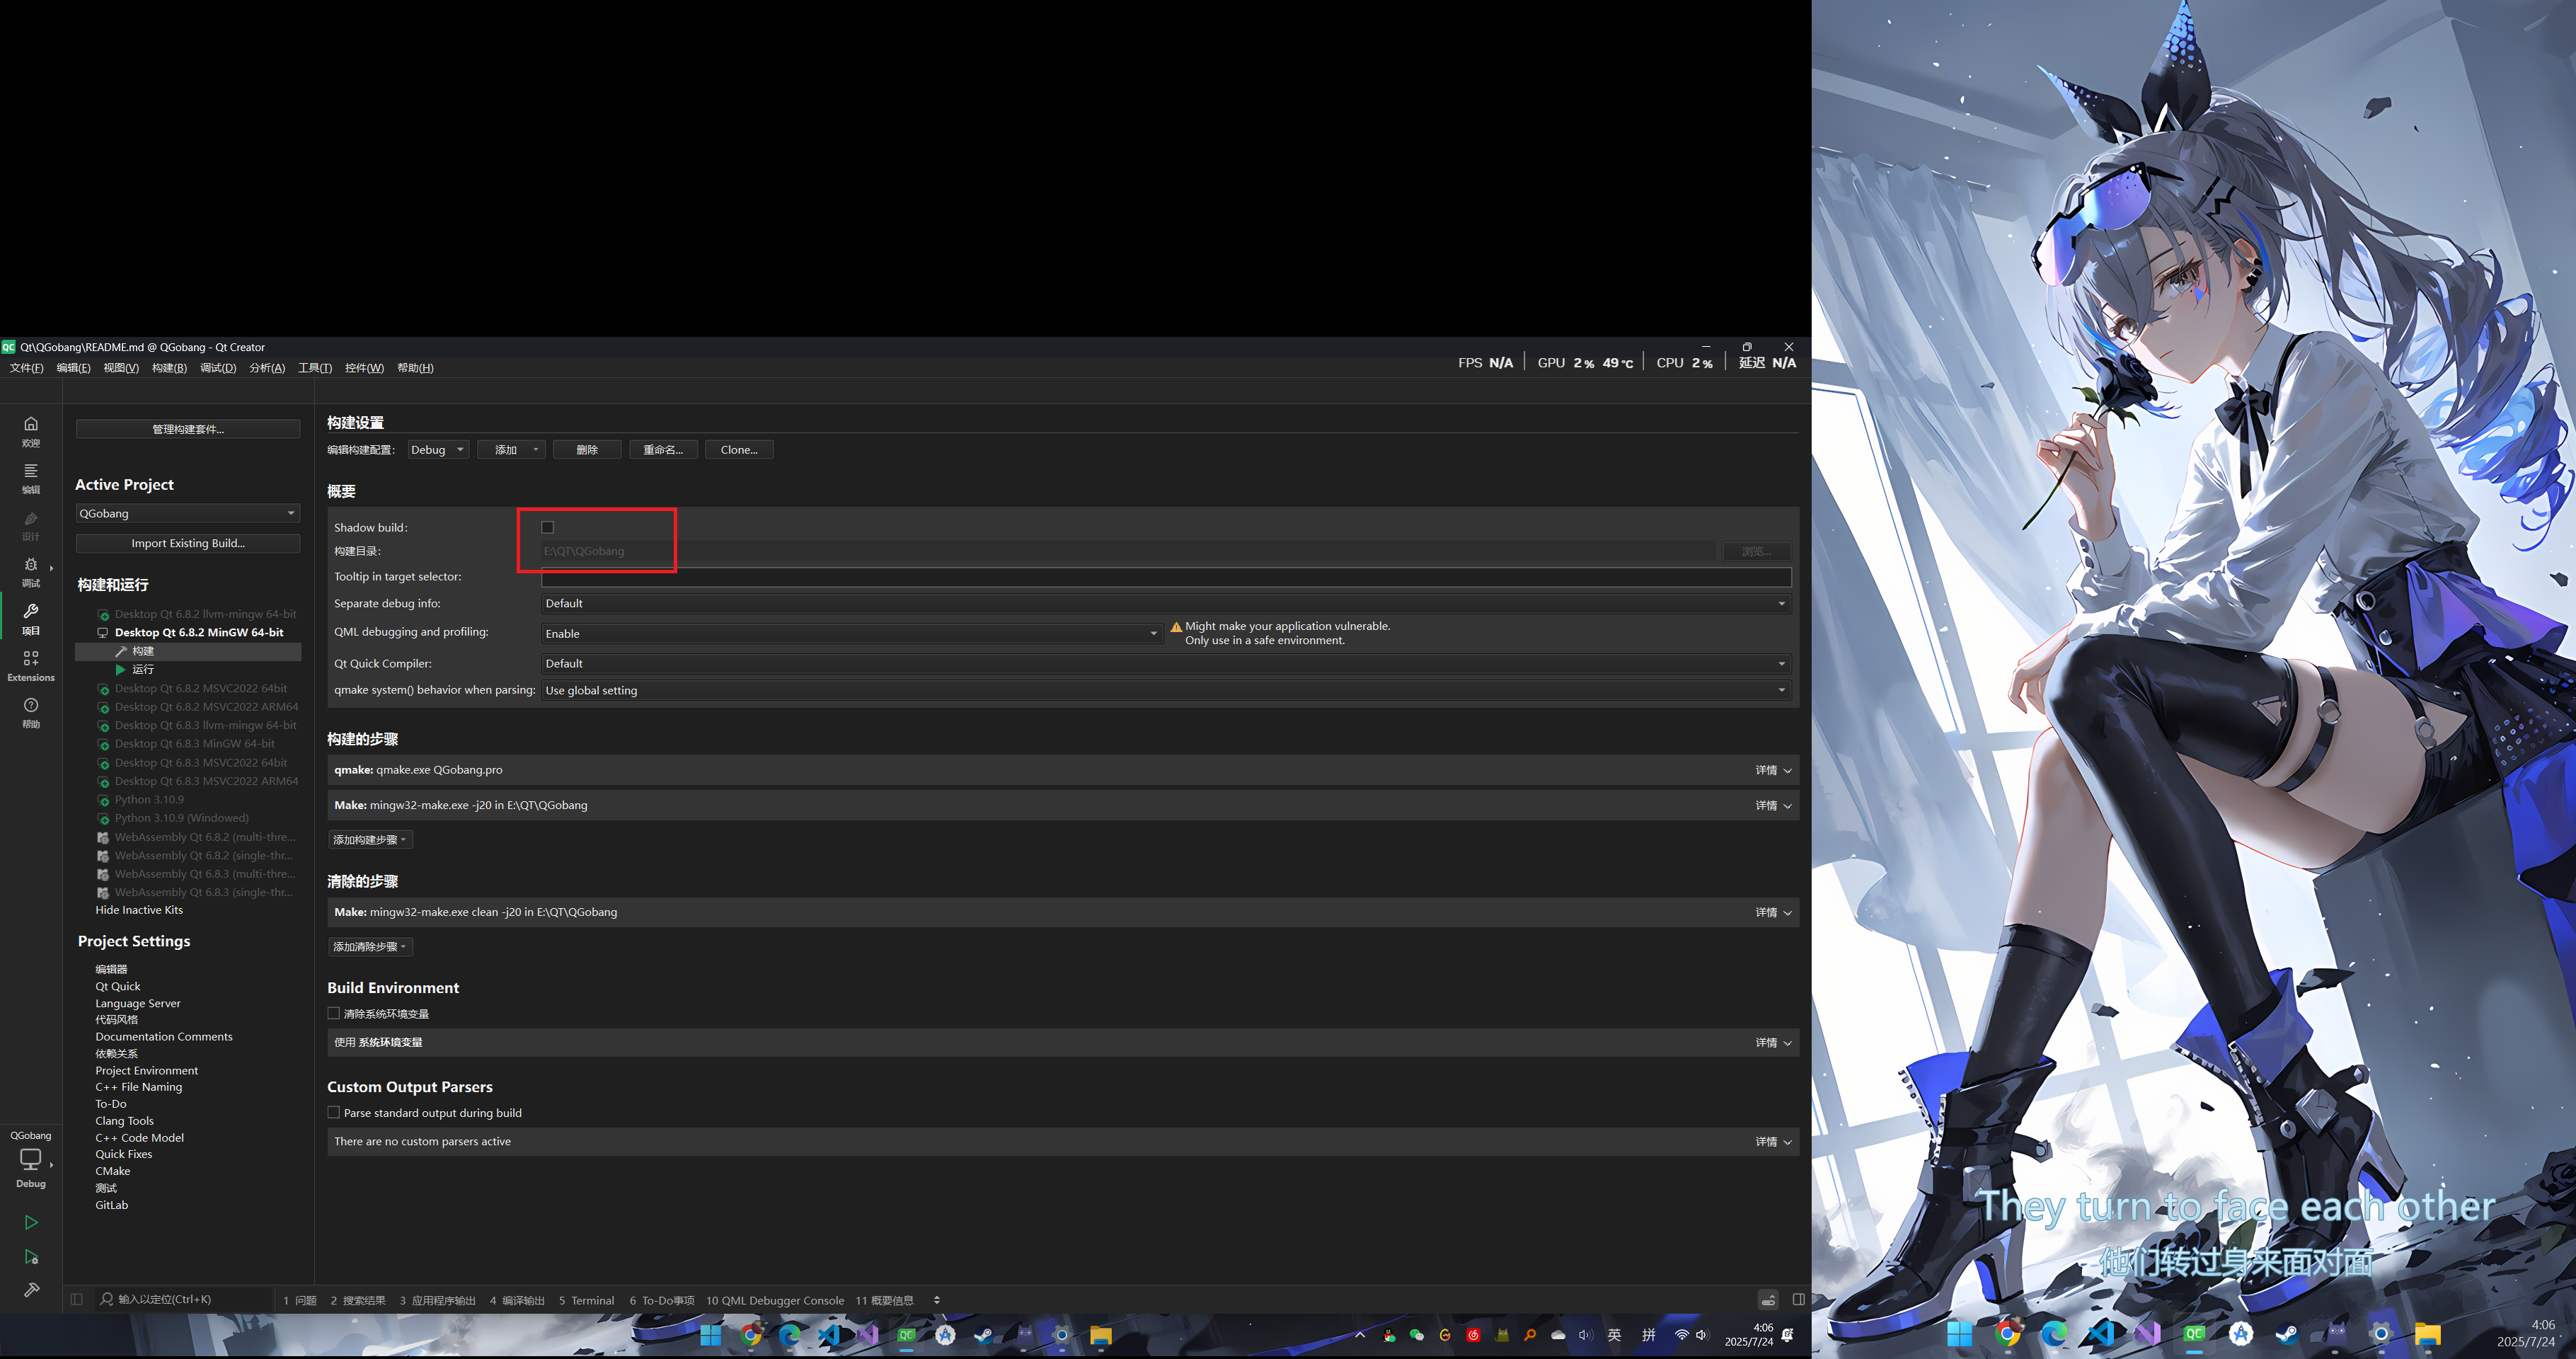 Qt\QGobang\README.md @ QGobang - Qt Creator
文件(F) 编辑(E) 视图(V) 构建(B) 调试(D) 分析(A) 工具(T) 控件(W) 帮助(H)
FPS N/A GPU 2% 49℃ CPU 2% 延迟 N/A
欢迎
编辑
设计
调试
项目
Extensions
帮助
QGobang
Debug
管理构建套件...
Active Project
QGobang
Import Existing Build...
构建和运行
Desktop Qt 6.8.2 llvm-mingw 64-bit
Desktop Qt 6.8.2 MinGW 64-bit
构建
运行
Desktop Qt 6.8.2 MSVC2022 64bit
Desktop Qt 6.8.2 MSVC2022 ARM64
Desktop Qt 6.8.3 llvm-mingw 64-bit
Desktop Qt 6.8.3 MinGW 64-bit
Desktop Qt 6.8.3 MSVC2022 64bit
Desktop Qt 6.8.3 MSVC2022 ARM64
Python 3.10.9
Python 3.10.9 (Windowed)
WebAssembly Qt 6.8.2 (multi-thre...
WebAssembly Qt 6.8.2 (single-thr...
WebAssembly Qt 6.8.3 (multi-thre...
WebAssembly Qt 6.8.3 (single-thr...
Hide Inactive Kits
Project Settings
编辑器
Qt Quick
Language Server
代码风格
Documentation Comments
依赖关系
Project Environment
C++ File Naming
To-Do
Clang Tools
C++ Code Model
Quick Fixes
CMake
测试
GitLab
构建设置
编辑构建配置: Debug 添加 删除 重命名... Clone...
概要
Shadow build:
构建目录: E:\QT\QGobang 浏览...
Tooltip in target selector:
Separate debug info: Default
QML debugging and profiling: Enable Might make your application vulnerable.
Only use in a safe environment.
Qt Quick Compiler: Default
qmake system() behavior when parsing: Use global setting
构建的步骤
qmake: qmake.exe QGobang.pro 详情
Make: mingw32-make.exe -j20 in E:\QT\QGobang 详情
添加构建步骤
清除的步骤
Make: mingw32-make.exe clean -j20 in E:\QT\QGobang 详情
添加清除步骤
Build Environment
清除系统环境变量
使用 系统环境变量 详情
Custom Output Parsers
Parse standard output during build
There are no custom parsers active 详情
输入以定位(Ctrl+K) 1 问题 2 搜索结果 3 应用程序输出 4 编译输出 5 Terminal 6 To-Do事项 10 QML Debugger Console 11 概要信息
QC
英 拼 4:06
2025/7/24
They turn to face each other
他们转过身来面对面
QC
4:06
2025/7/24